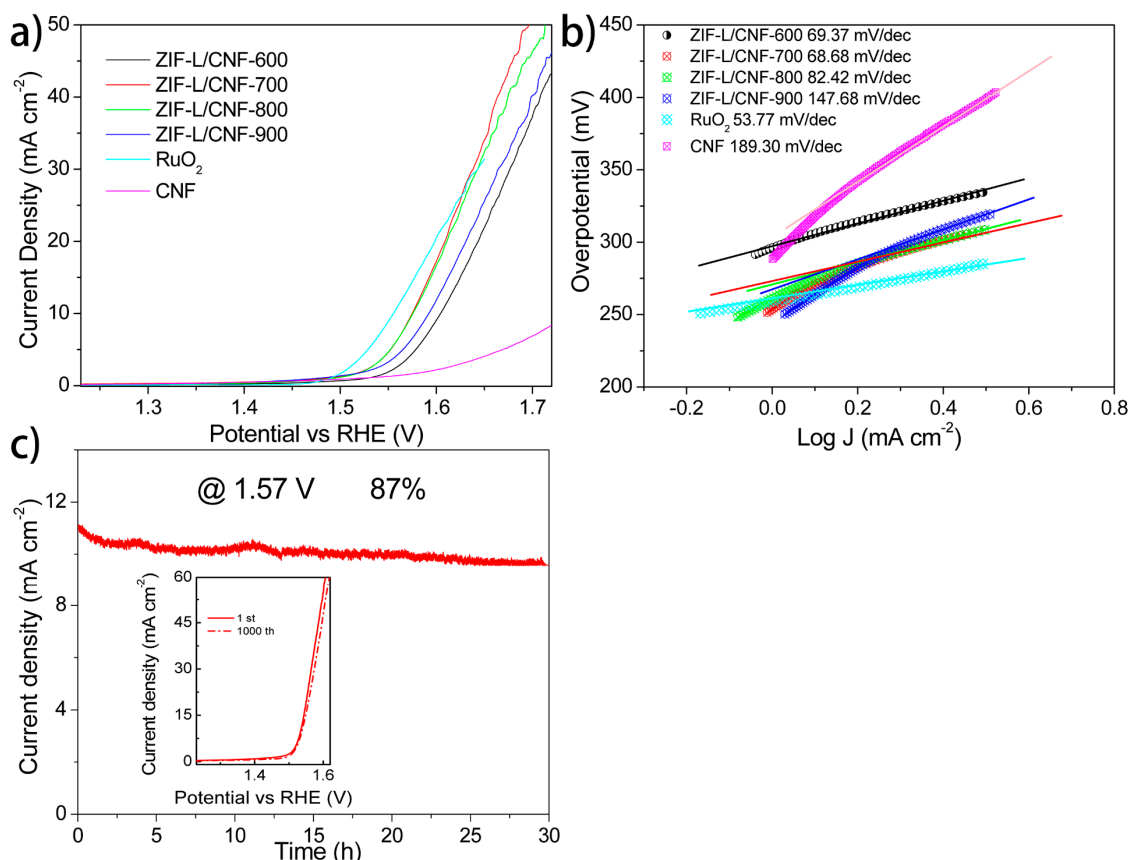 a)
50
40
30
20
10
0
Current Density (mA cm⁻²)
ZIF-L/CNF-600
ZIF-L/CNF-700
ZIF-L/CNF-800
ZIF-L/CNF-900
RuO₂
CNF
1.3 1.4 1.5 1.6 1.7
Potential vs RHE (V)
b)
450
400
350
300
250
200
Overpotential (mV)
ZIF-L/CNF-600 69.37 mV/dec
ZIF-L/CNF-700 68.68 mV/dec
ZIF-L/CNF-800 82.42 mV/dec
ZIF-L/CNF-900 147.68 mV/dec
RuO₂ 53.77 mV/dec
CNF 189.30 mV/dec
-0.2 0.0 0.2 0.4 0.6 0.8
Log J (mA cm⁻²)
c)
12
8
4
0
Current density (mA cm⁻²)
@ 1.57 V 87%
60
45
30
15
0
Current density (mA cm⁻²)
1 st
1000 th
1.4 1.6
Potential vs RHE (V)
0 5 10 15 20 25 30
Time (h)